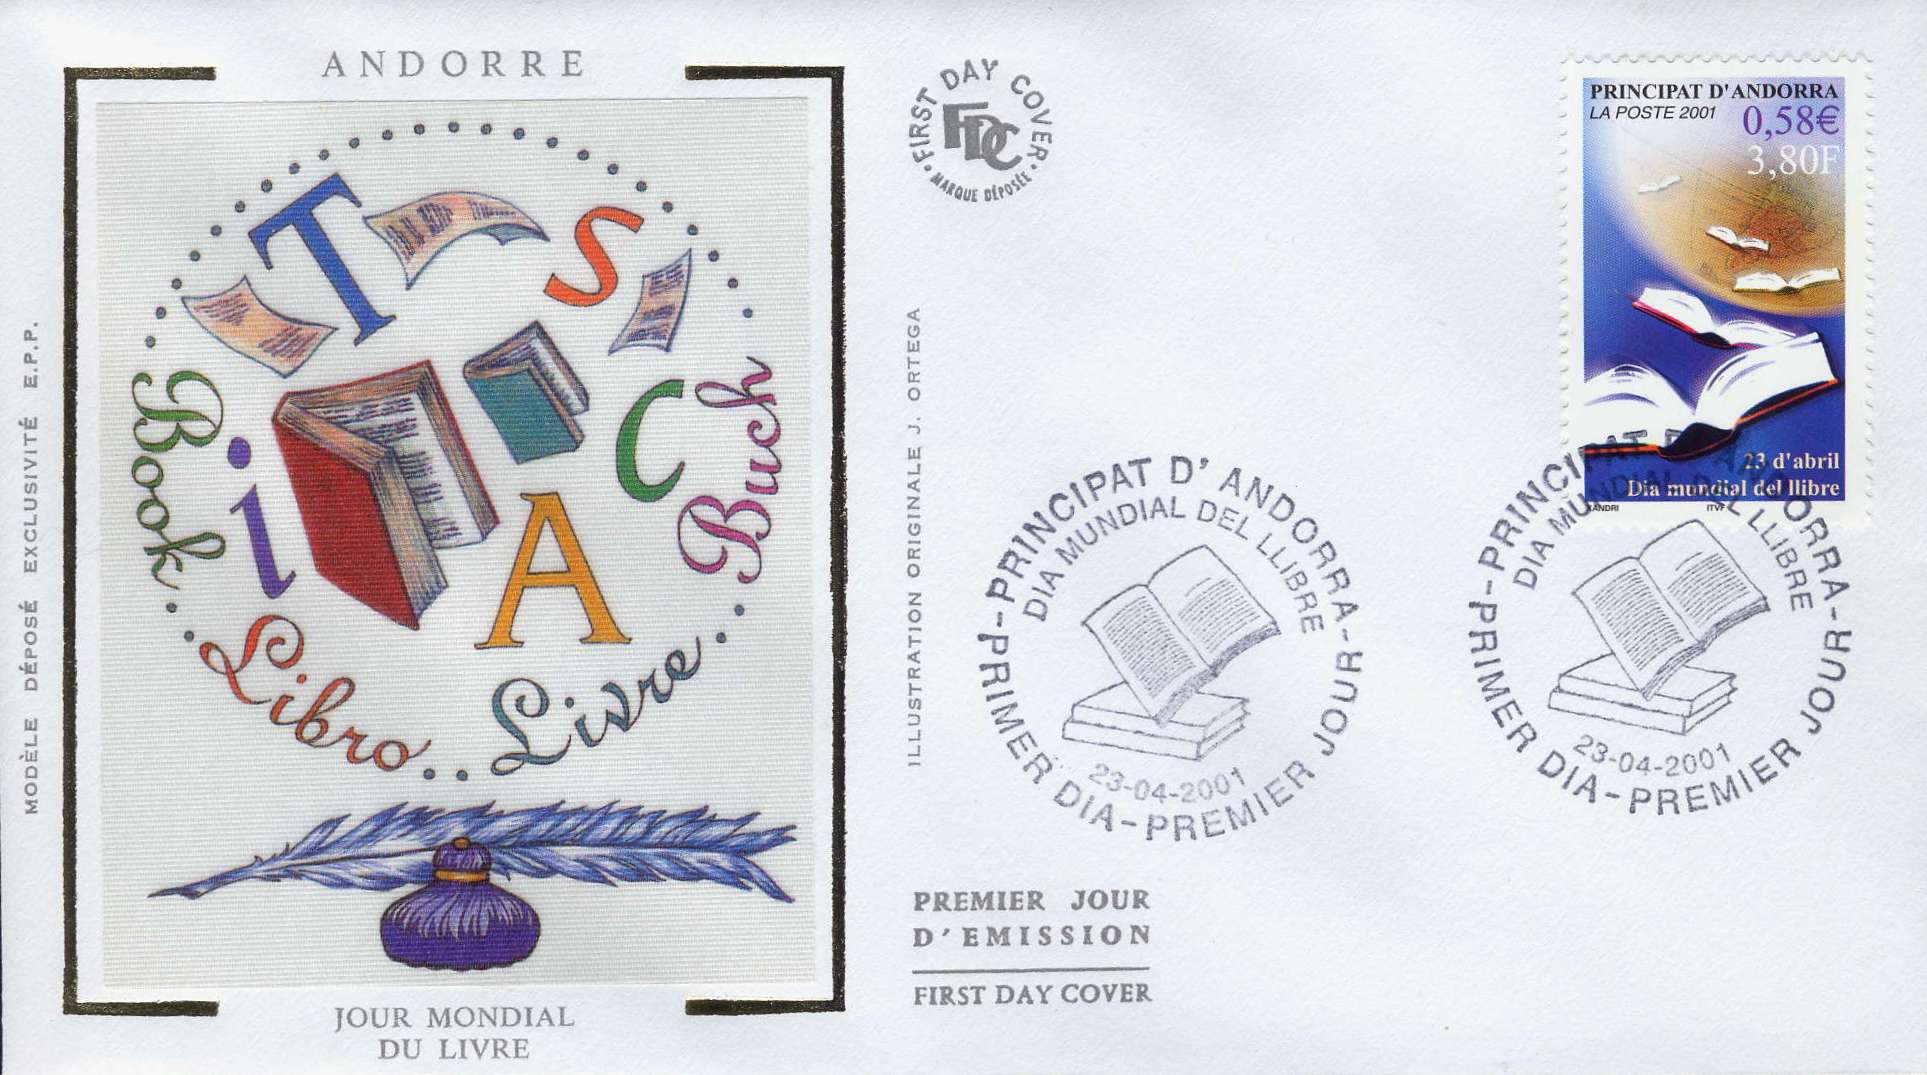 ANDORRE
T S
i A C
Book
Libro
Livre
Buch
JOUR MONDIAL
DU LIVRE
MODÈLE DÉPOSÉ EXCLUSIVITÉ E.P.P.
ILLUSTRATION ORIGINALE J. ORTEGA
FIRST DAY COVER
FDC
MARQUE DÉPOSÉE
PREMIER JOUR
D'EMISSION
FIRST DAY COVER
PRINCIPAT D'ANDORRA
DIA MUNDIAL DEL LLIBRE
23-04-2001
PRIMER DIA-PREMIER JOUR
PRINCIPAT D'ANDORRA
LA POSTE 2001
0,58€
3,80F
23 d'abril
Dia mundial del llibre
XANDRI ITVF
PRINCIPAT D'ANDORRA
DIA MUNDIAL DEL LLIBRE
23-04-2001
PRIMER DIA-PREMIER JOUR